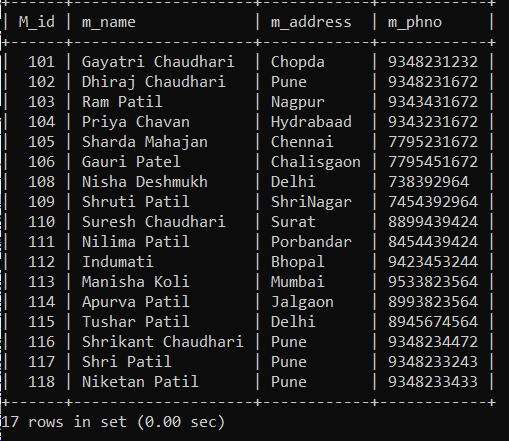 +------+--------------------+------------+------------+
| M_id | m_name             | m_address  | m_phno     |
+------+--------------------+------------+------------+
|  101 | Gayatri Chaudhari  | Chopda     | 9348231232 |
|  102 | Dhiraj Chaudhari   | Pune       | 9348231672 |
|  103 | Ram Patil          | Nagpur     | 9343431672 |
|  104 | Priya Chavan       | Hydrabaad  | 9343231672 |
|  105 | Sharda Mahajan     | Chennai    | 7795231672 |
|  106 | Gauri Patel        | Chalisgaon | 7795451672 |
|  108 | Nisha Deshmukh     | Delhi      | 738392964  |
|  109 | Shruti Patil       | ShriNagar  | 7454392964 |
|  110 | Suresh Chaudhari   | Surat      | 8899439424 |
|  111 | Nilima Patil       | Porbandar  | 8454439424 |
|  112 | Indumati           | Bhopal     | 9423453244 |
|  113 | Manisha Koli       | Mumbai     | 9533823564 |
|  114 | Apurva Patil       | Jalgaon    | 8993823564 |
|  115 | Tushar Patil       | Delhi      | 8945674564 |
|  116 | Shrikant Chaudhari | Pune       | 9348234472 |
|  117 | Shri Patil         | Pune       | 9348233243 |
|  118 | Niketan Patil      | Pune       | 9348233433 |
+------+--------------------+------------+------------+
17 rows in set (0.00 sec)